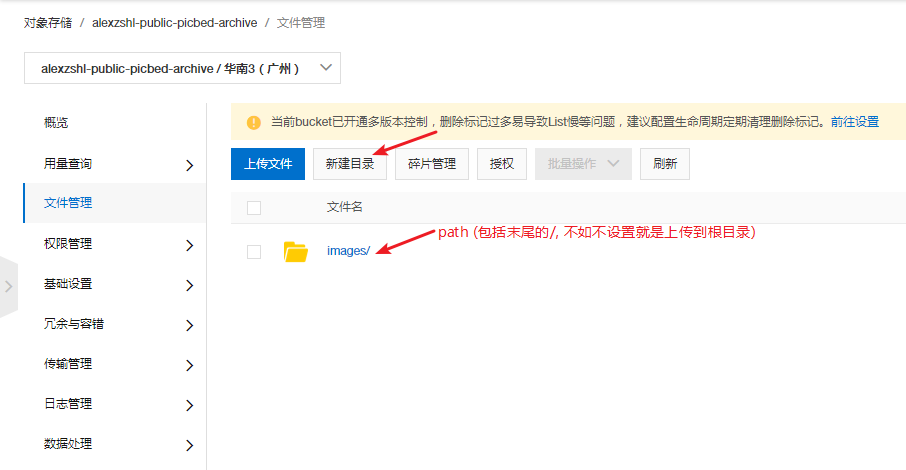 对象存储 / alexzshl-public-picbed-archive / 文件管理
alexzshl-public-picbed-archive / 华南3 ( 广州 )
概览
用量查询
文件管理
权限管理
基础设置
冗余与容错
传输管理
日志管理
数据处理
当前bucket已开通多版本控制，删除标记过多易导致List慢等问题，建议配置生命周期定期清理删除标记。前往设置
上传文件 新建目录 碎片管理 授权 批量操作 刷新
文件名
path (包括末尾的/, 不如不设置就是上传到根目录)
images/